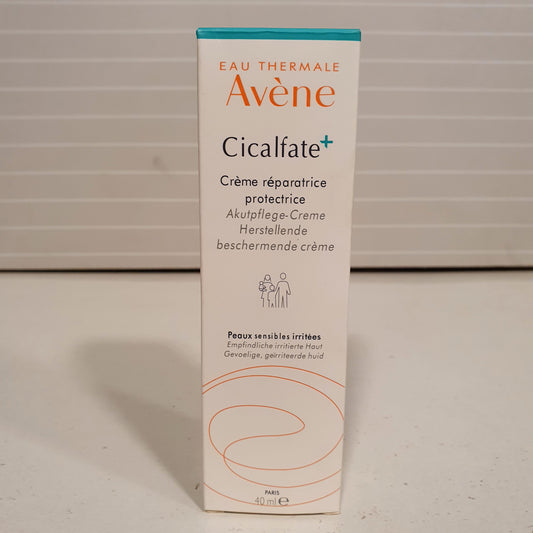 EAU THERMALE
Avène
Cicalfate+
Crème réparatrice
protectrice
Akutpflege-Creme
Herstellende
beschermende crème
Peaux sensibles irritées
Empfindliche irritierte Haut
Gevoelige, geïrriteerde huid
PARIS
40 ml ℮